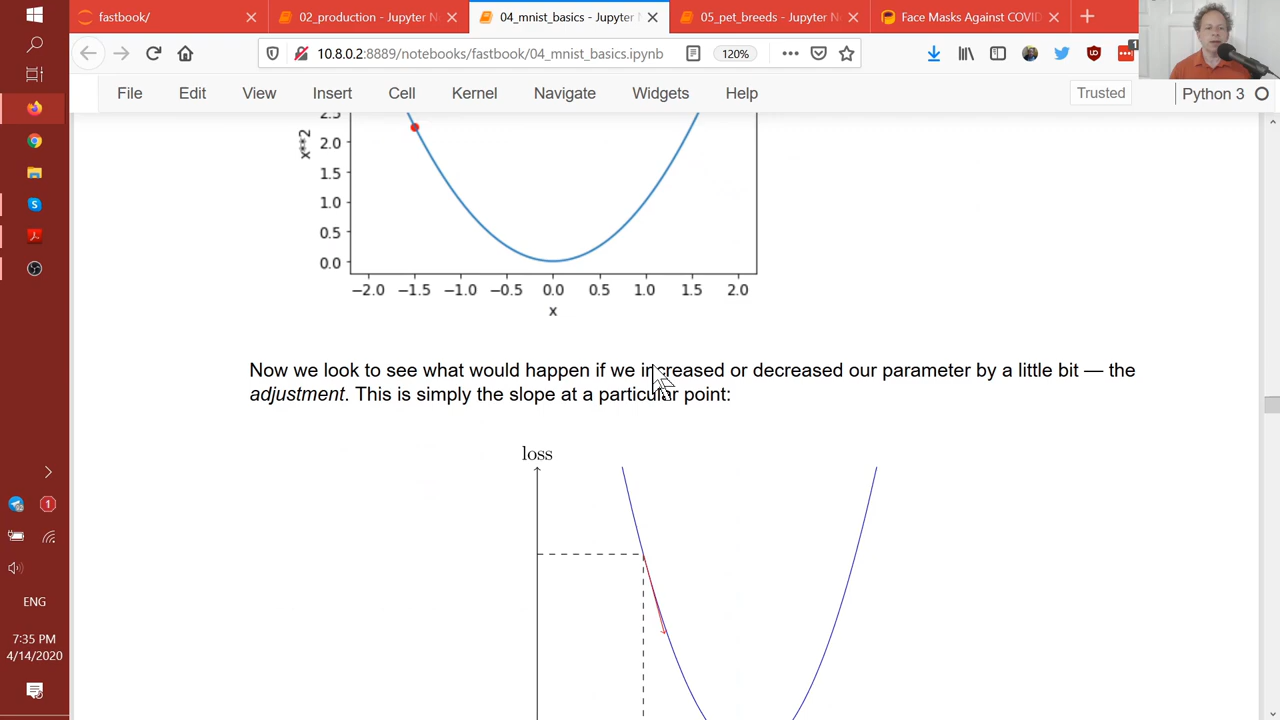 fastbook/
02_production - Jupyter N
04_mnist_basics - Jupyter N
05_pet_breeds - Jupyter N
Face Masks Against COVID
10.8.0.2:8889/notebooks/fastbook/04_mnist_basics.ipynb
120%
1
File Edit View Insert Cell Kernel Navigate Widgets Help
Trusted
Python 3
2.5
2.0
1.5
1.0
0.5
0.0
x**2
−2.0 −1.5 −1.0 −0.5 0.0 0.5 1.0 1.5 2.0
x
Now we look to see what would happen if we increased or decreased our parameter by a little bit — the
adjustment. This is simply the slope at a particular point:
loss
1
ENG
7:35 PM
4/14/2020